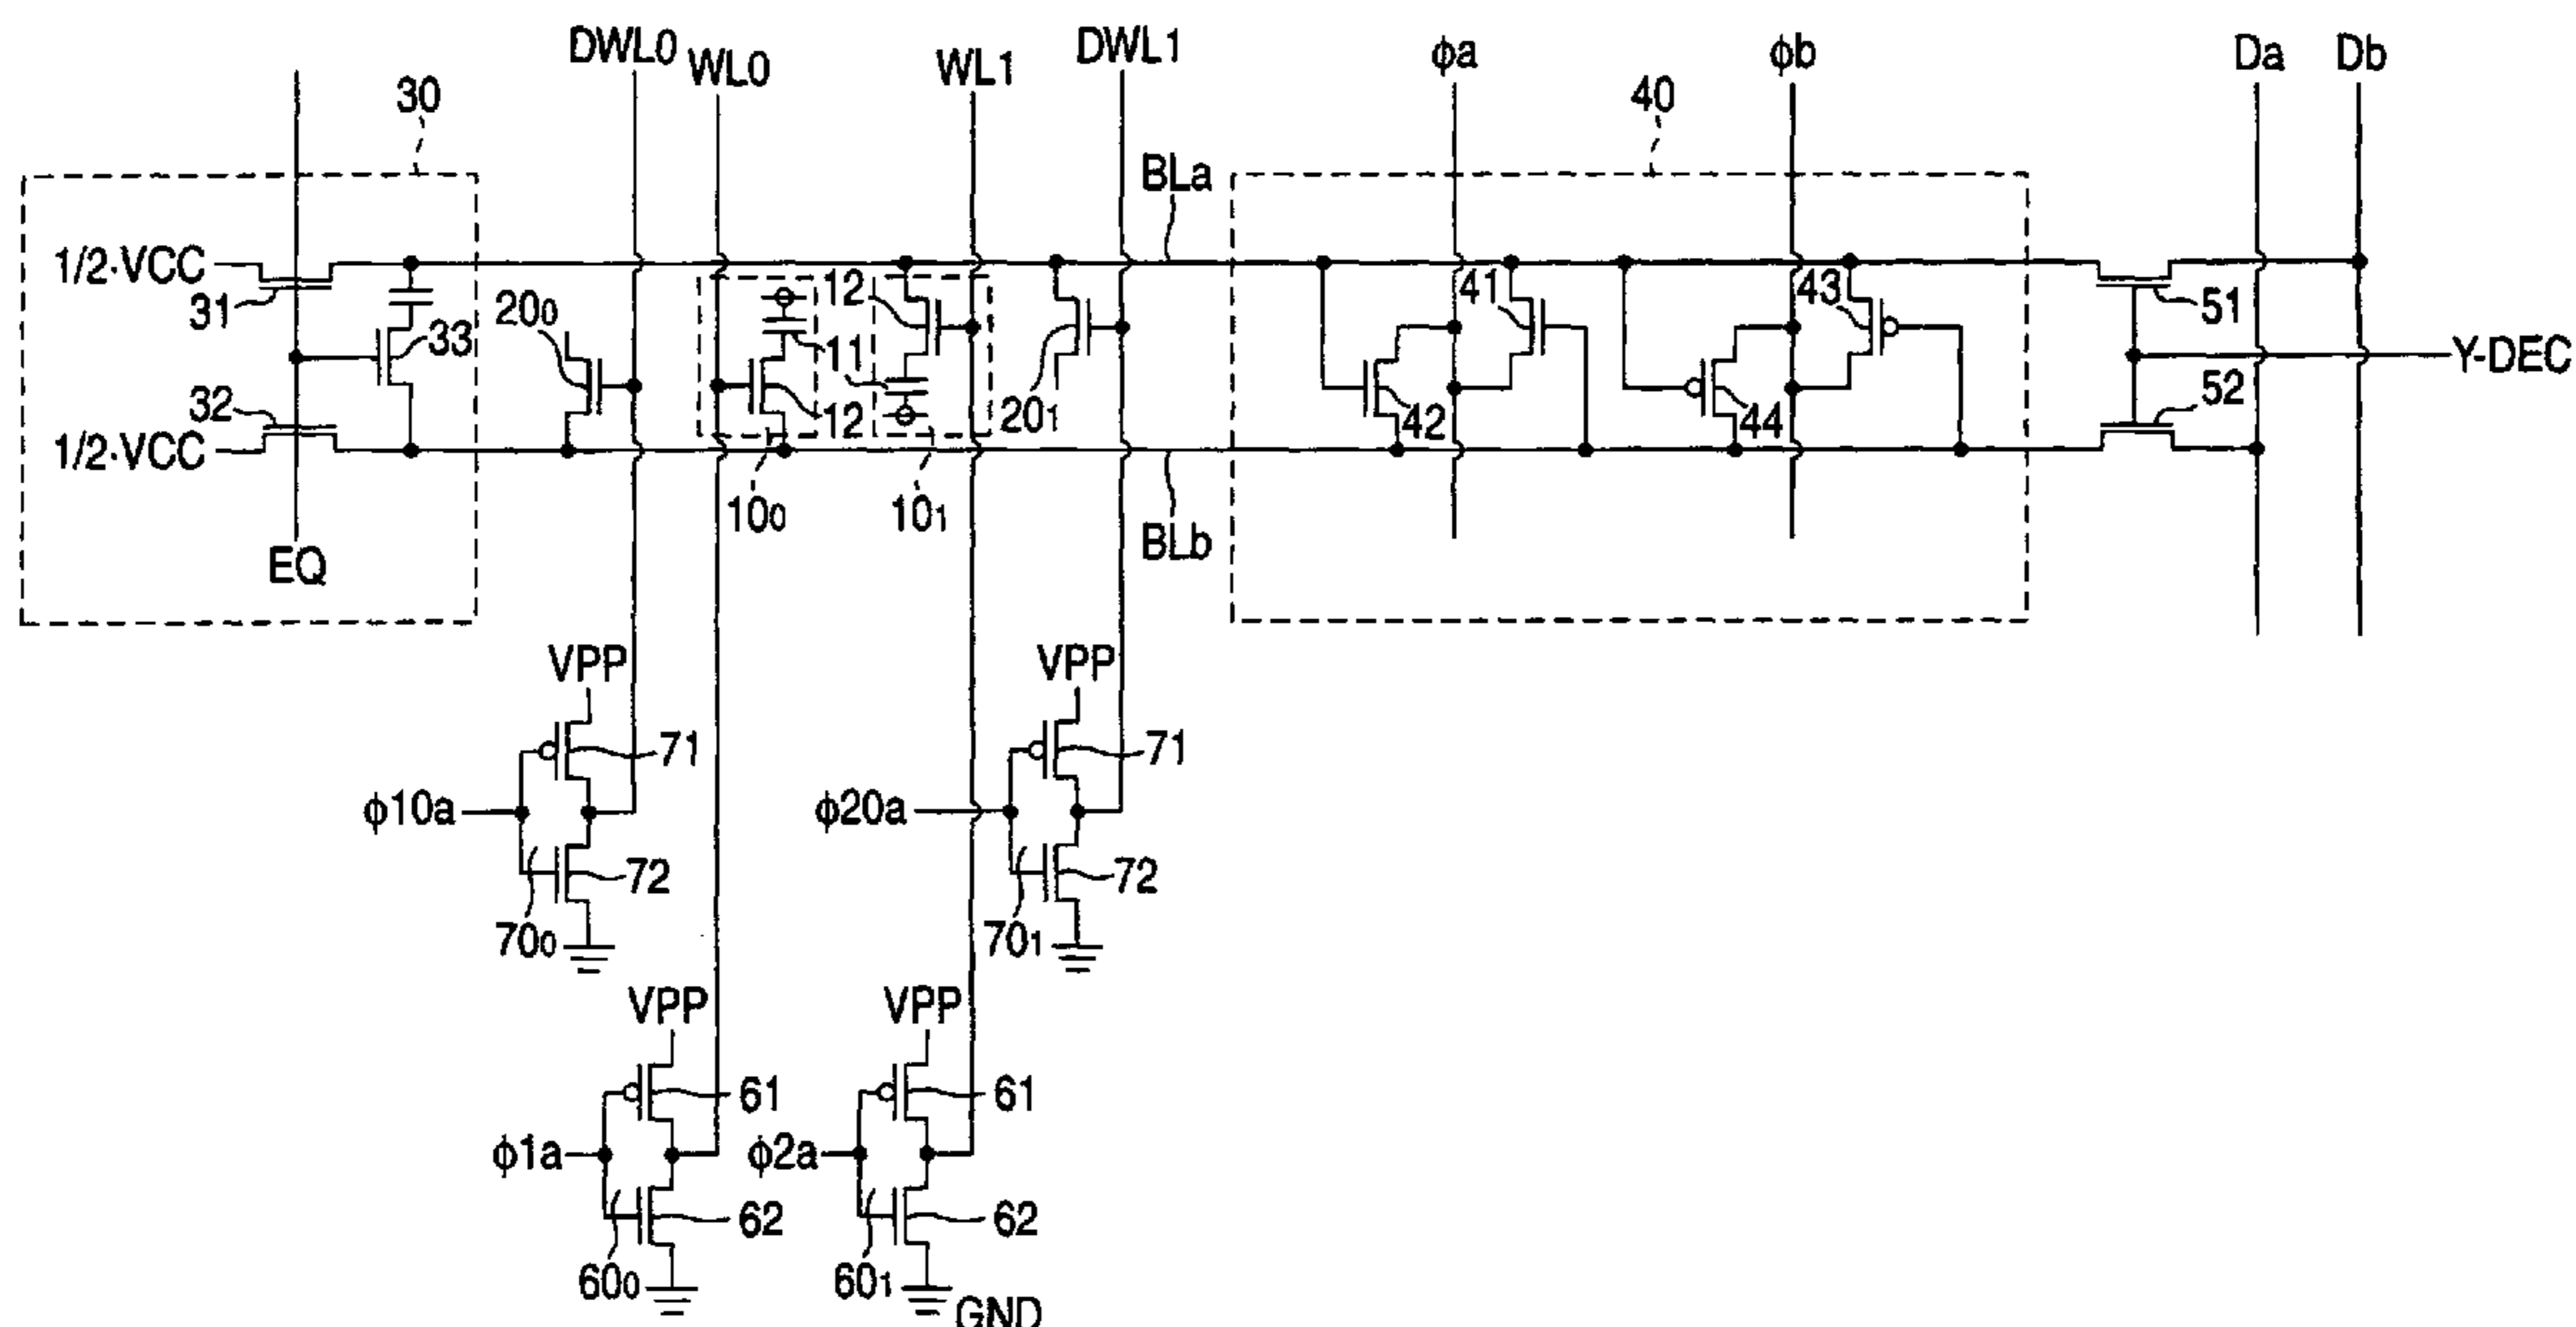 DWL0 WL0 WL1 DWL1 φa φb Da Db
30 40
BLa
1/2·VCC
31 33 200 12 11 12 201 41 42 43 44 51
Y-DEC
32 52
1/2·VCC
100 101
BLb
EQ
VPP VPP
71 71
φ10a φ20a
72 72
700 701
VPP VPP
61 61
φ1a φ2a
62 62
600 601
GND